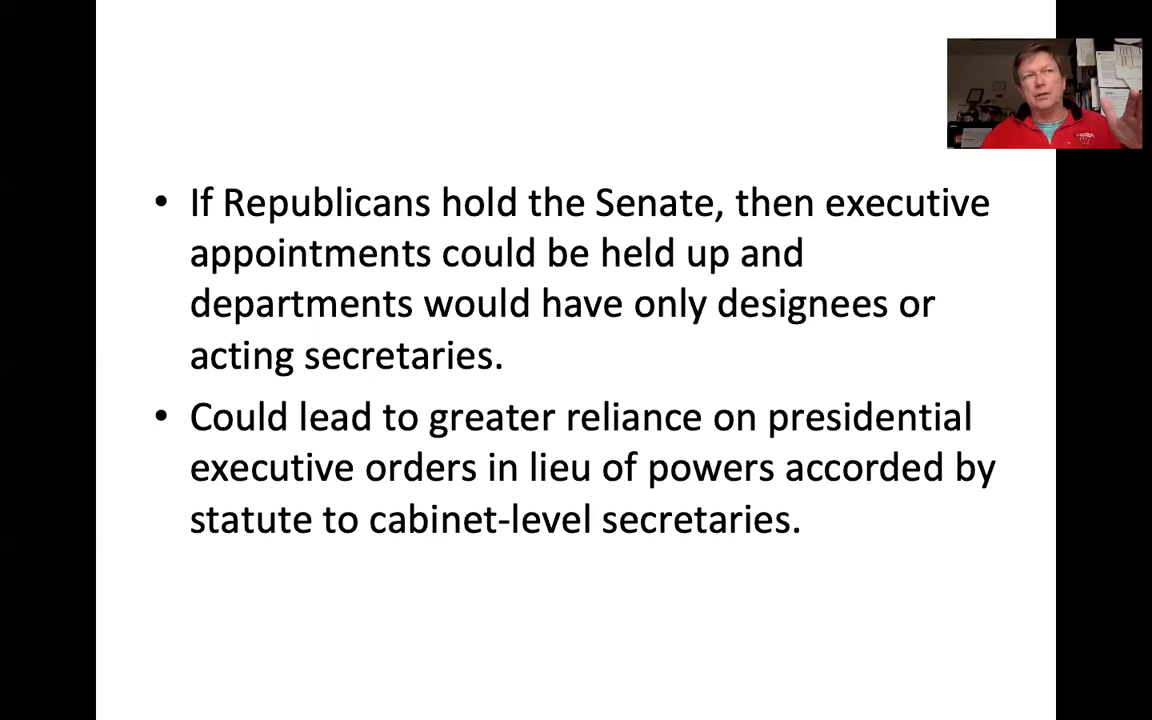 • If Republicans hold the Senate, then executive
appointments could be held up and
departments would have only designees or
acting secretaries.
• Could lead to greater reliance on presidential
executive orders in lieu of powers accorded by
statute to cabinet-level secretaries.